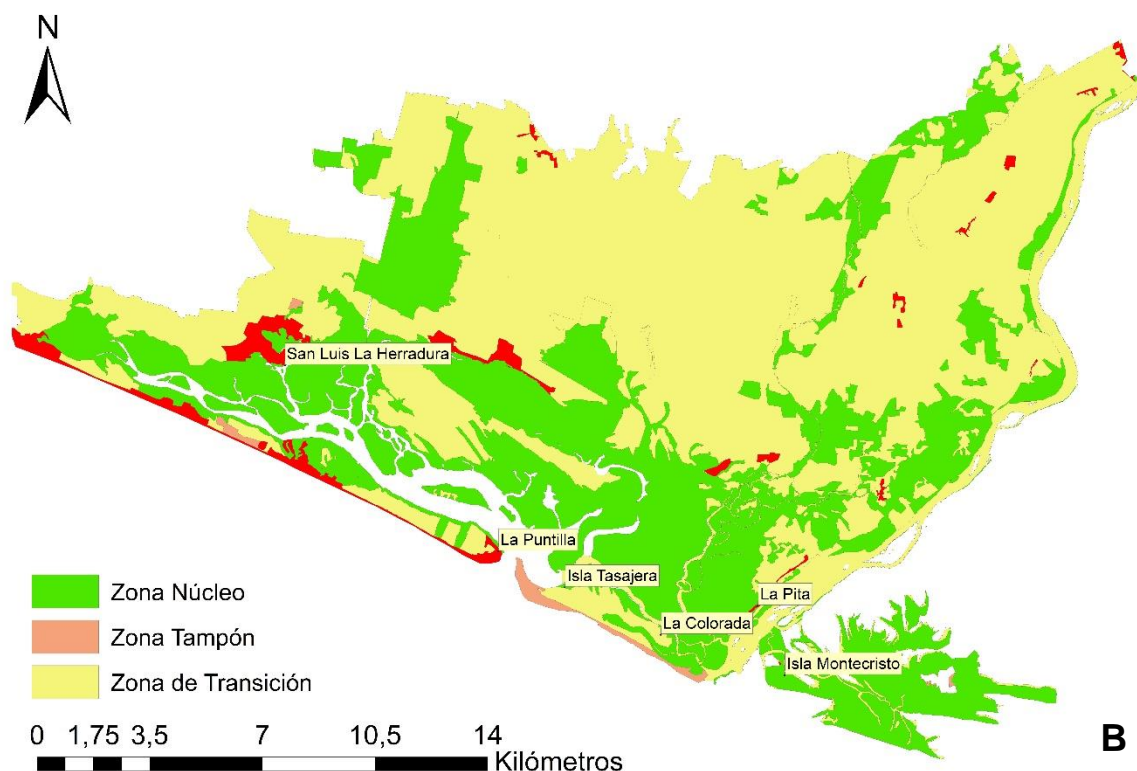 N
San Luis La Herradura
La Puntilla
Isla Tasajera
La Pita
La Colorada
Isla Montecristo
Zona Núcleo
Zona Tampón
Zona de Transición
0 1,75 3,5 7 10,5 14
Kilómetros
B